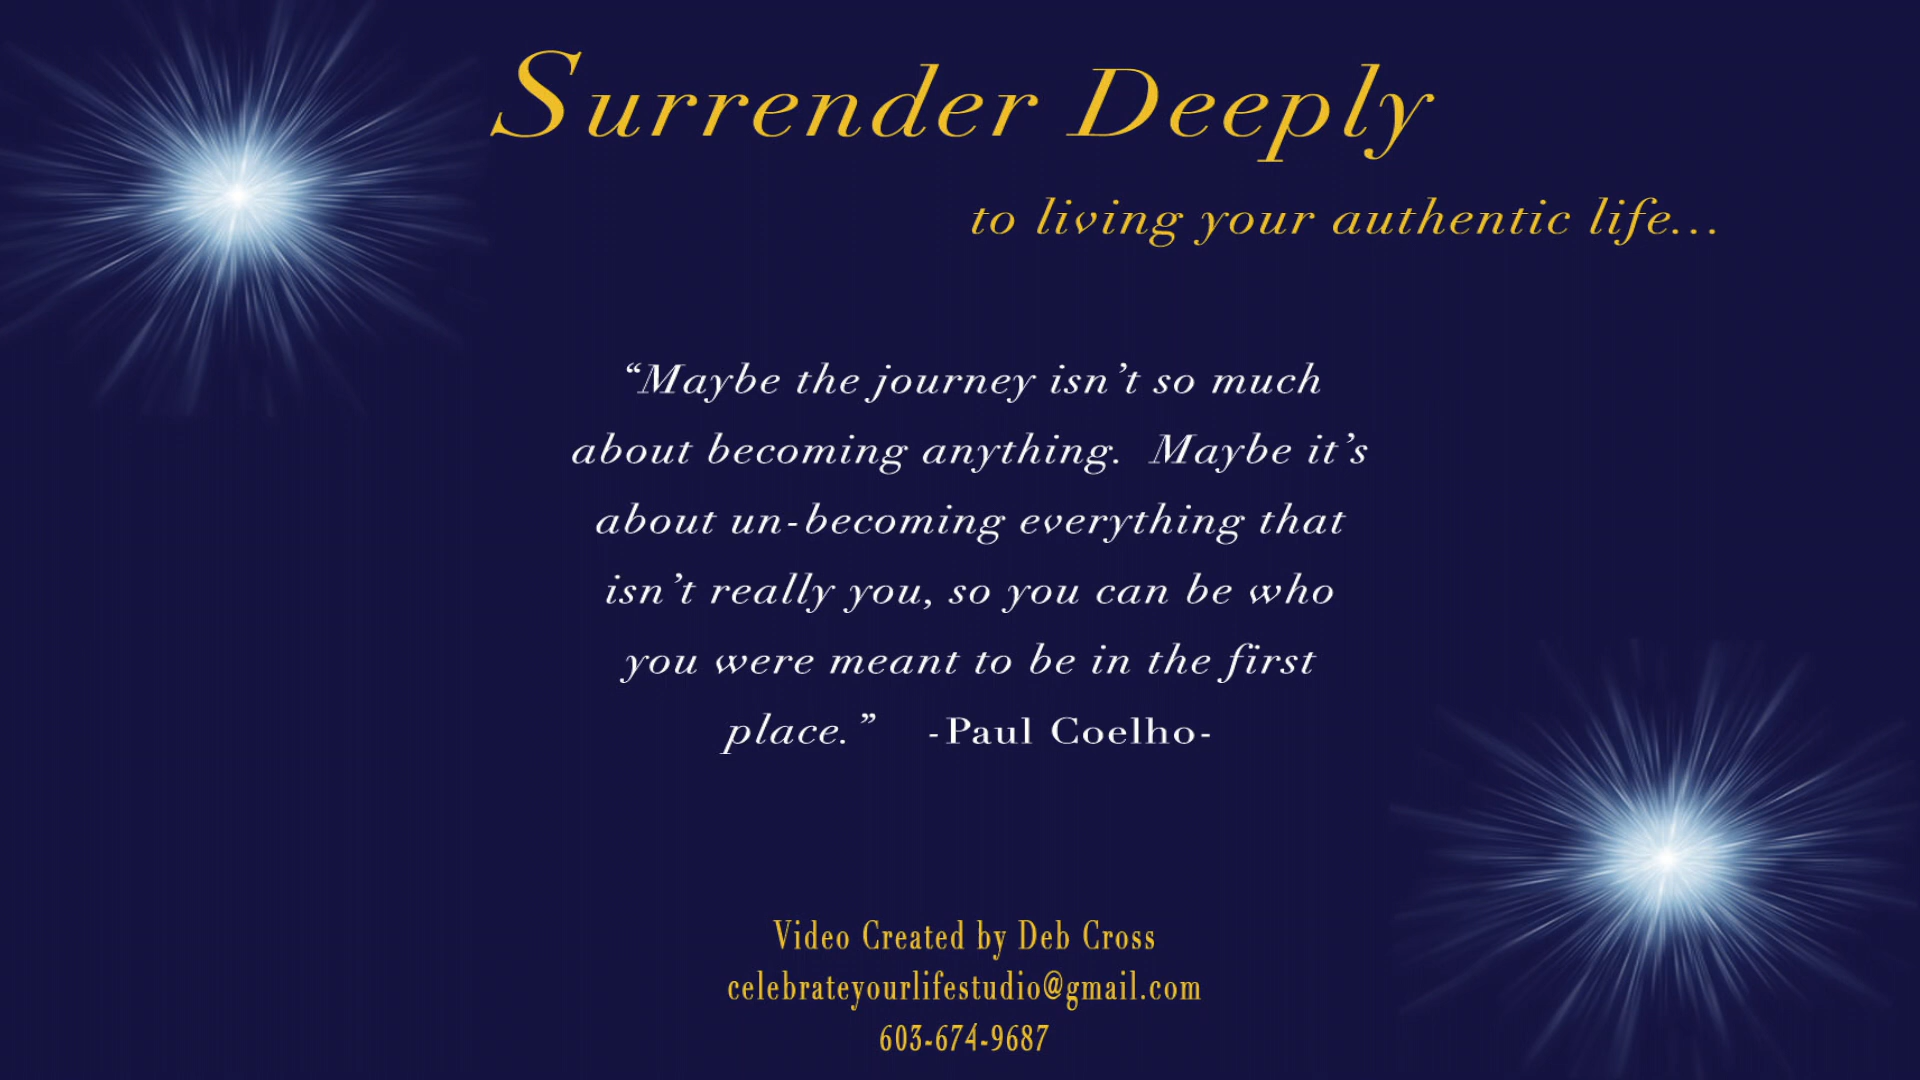 Surrender Deeply
to living your authentic life...
“Maybe the journey isn’t so much
about becoming anything.  Maybe it’s
about un-becoming everything that
isn’t really you, so you can be who
you were meant to be in the first
place.”   -Paul Coelho-
Video Created by Deb Cross
celebrateyourlifestudio@gmail.com
603-674-9687